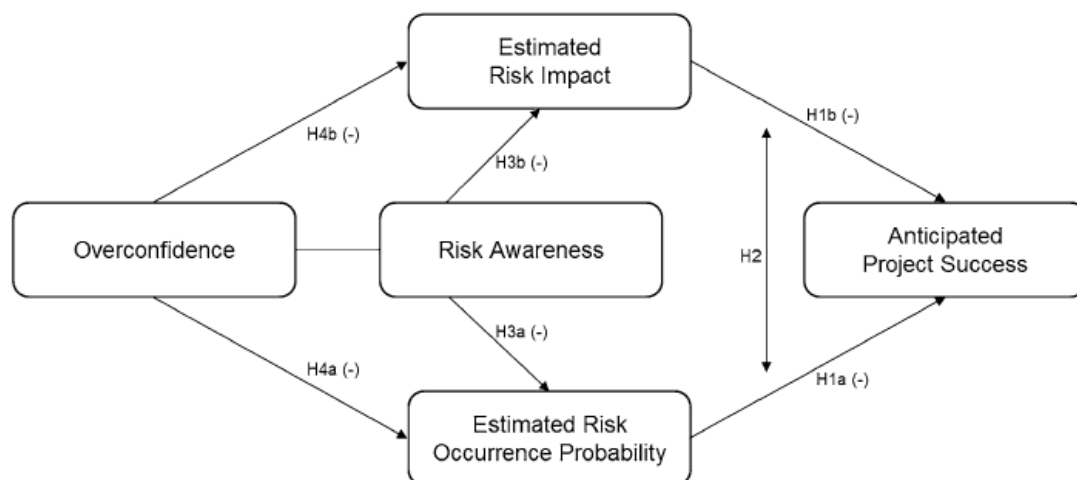 Estimated
Risk Impact
H4b (-)
H1b (-)
H3b (-)
Overconfidence
Risk Awareness
H2
Anticipated
Project Success
H3a (-)
H4a (-)
H1a (-)
Estimated Risk
Occurrence Probability